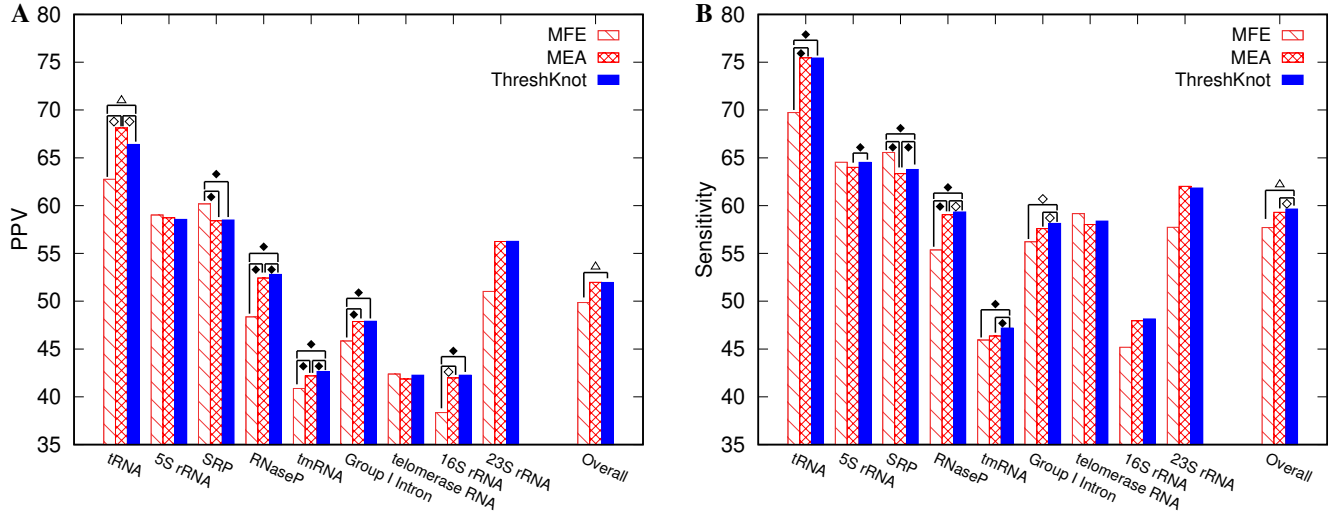 A
80
75
70
65
60
55
50
45
40
35
PPV
MFE
MEA
ThreshKnot
tRNA
5S rRNA
SRP
RNaseP
tmRNA
Group I Intron
telomerase RNA
16S rRNA
23S rRNA
Overall
B
80
75
70
65
60
55
50
45
40
35
Sensitivity
MFE
MEA
ThreshKnot
tRNA
5S rRNA
SRP
RNaseP
tmRNA
Group I Intron
telomerase RNA
16S rRNA
23S rRNA
Overall